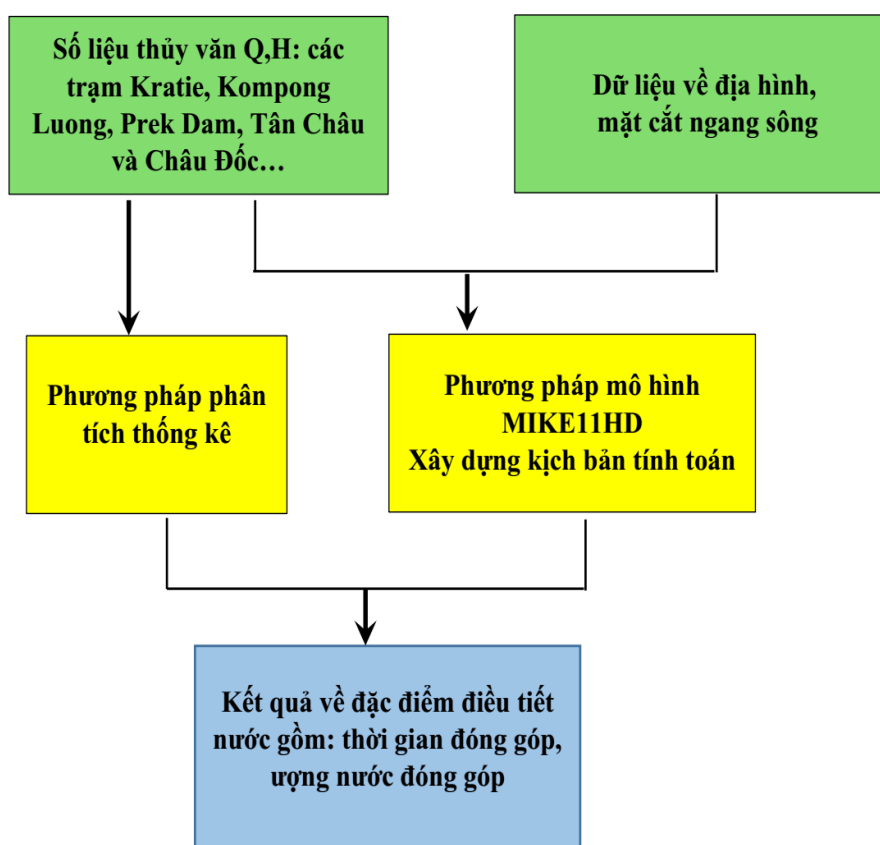 Số liệu thủy văn Q,H: các
trạm Kratie, Kompong
Luong, Prek Dam, Tân Châu
và Châu Đốc…
Dữ liệu về địa hình,
mặt cắt ngang sông
Phương pháp phân
tích thống kê
Phương pháp mô hình
MIKE11HD
Xây dựng kịch bản tính toán
Kết quả về đặc điểm điều tiết
nước gồm: thời gian đóng góp,
ượng nước đóng góp